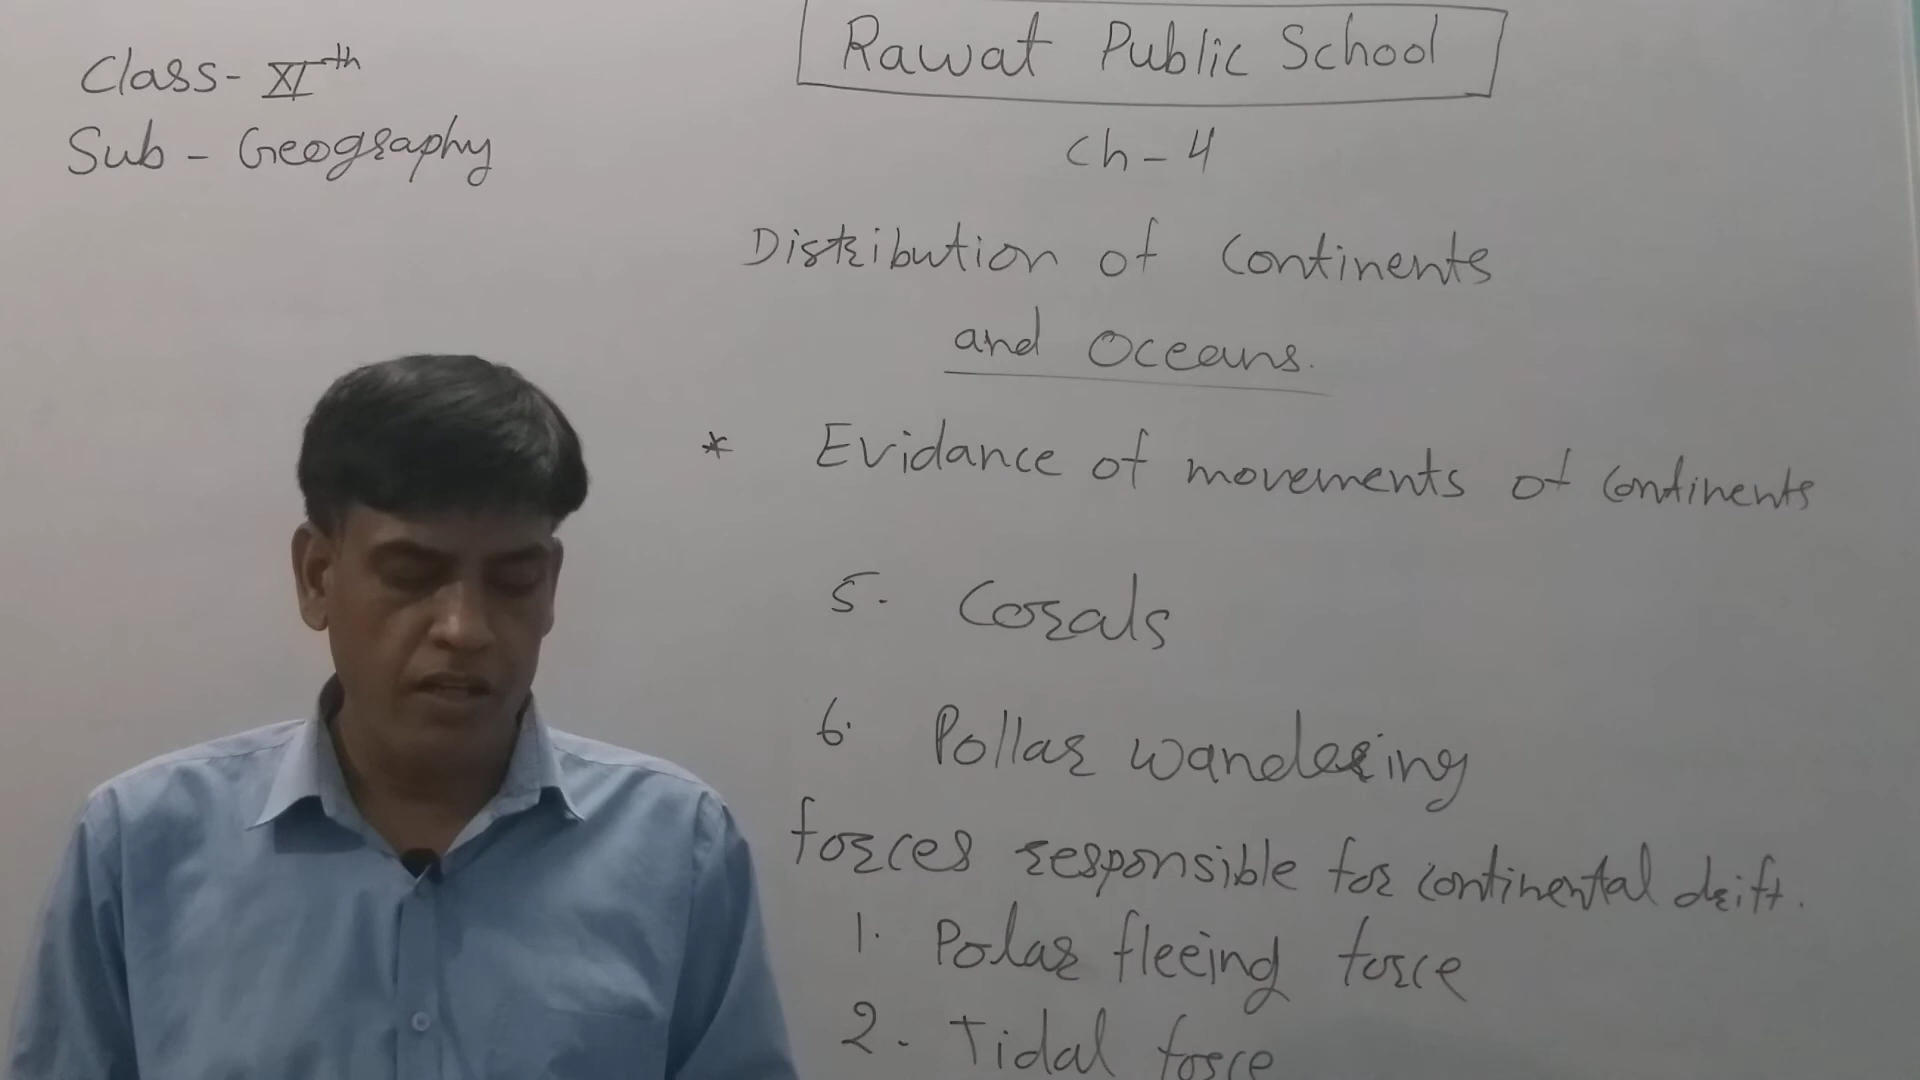 Class - XIth
Sub - Geography
Rawat Public School
Ch - 4
Distribution of Continents
and Oceans.
* Evidance of movements of Continents
5. Corals
6. Pollar wandering
forces responsible for continental drift.
1. Polar fleeing force
2. Tidal force